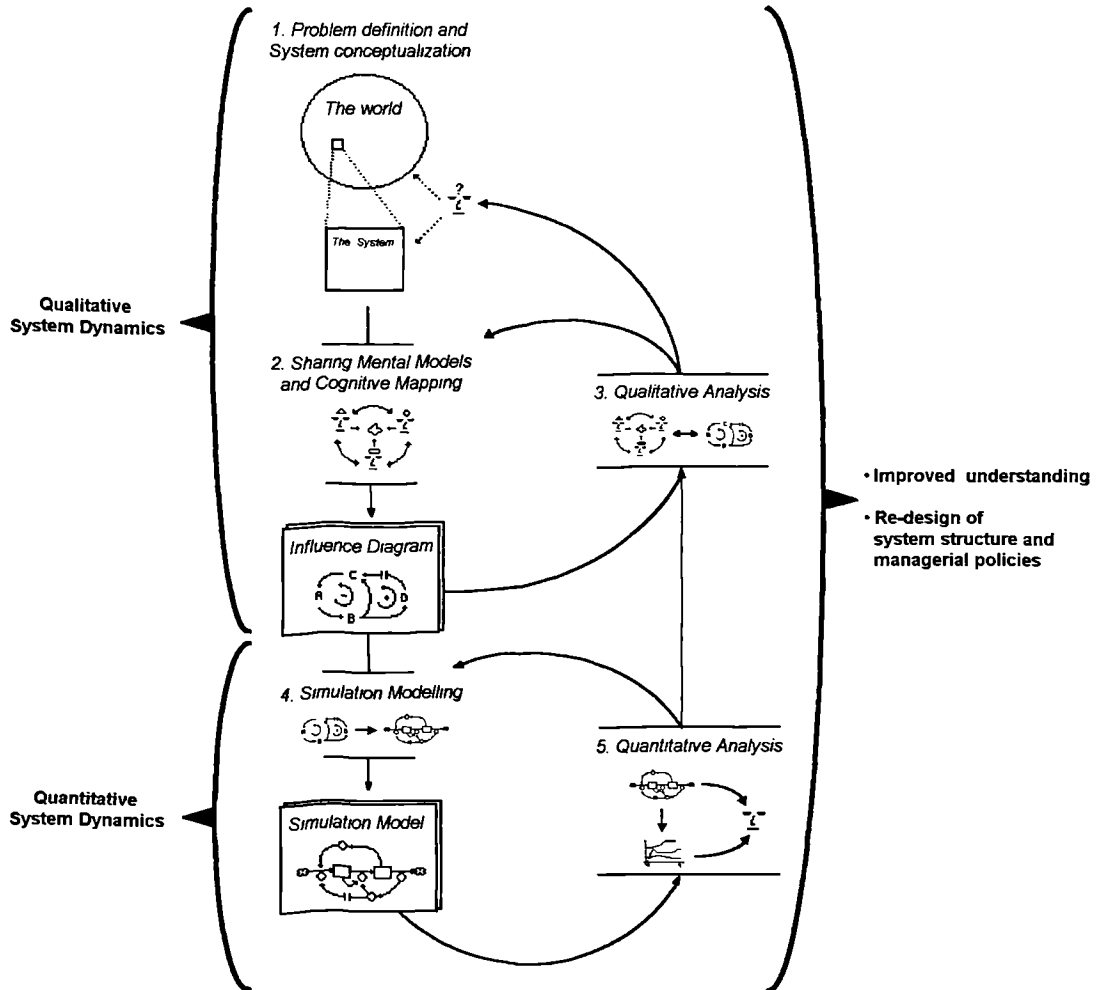 1. Problem definition and
System conceptualization
The world
?
The System
Qualitative
System Dynamics
2. Sharing Mental Models
and Cognitive Mapping
3. Qualitative Analysis
Influence Diagram
C
A
-
+
D
B
• Improved understanding
• Re-design of
system structure and
managerial policies
4. Simulation Modelling
5. Quantitative Analysis
Quantitative
System Dynamics
Simulation Model